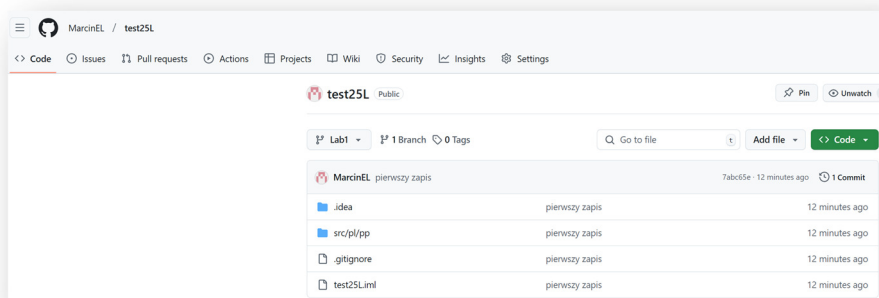 MarcinEL / test25L
Code Issues Pull requests Actions Projects Wiki Security Insights Settings
test25L Public Pin Unwatch
Lab1 1 Branch 0 Tags Go to file t Add file Code
MarcinEL pierwszy zapis 7abc65e · 12 minutes ago 1 Commit
.idea pierwszy zapis 12 minutes ago
src/pl/pp pierwszy zapis 12 minutes ago
.gitignore pierwszy zapis 12 minutes ago
test25L.iml pierwszy zapis 12 minutes ago